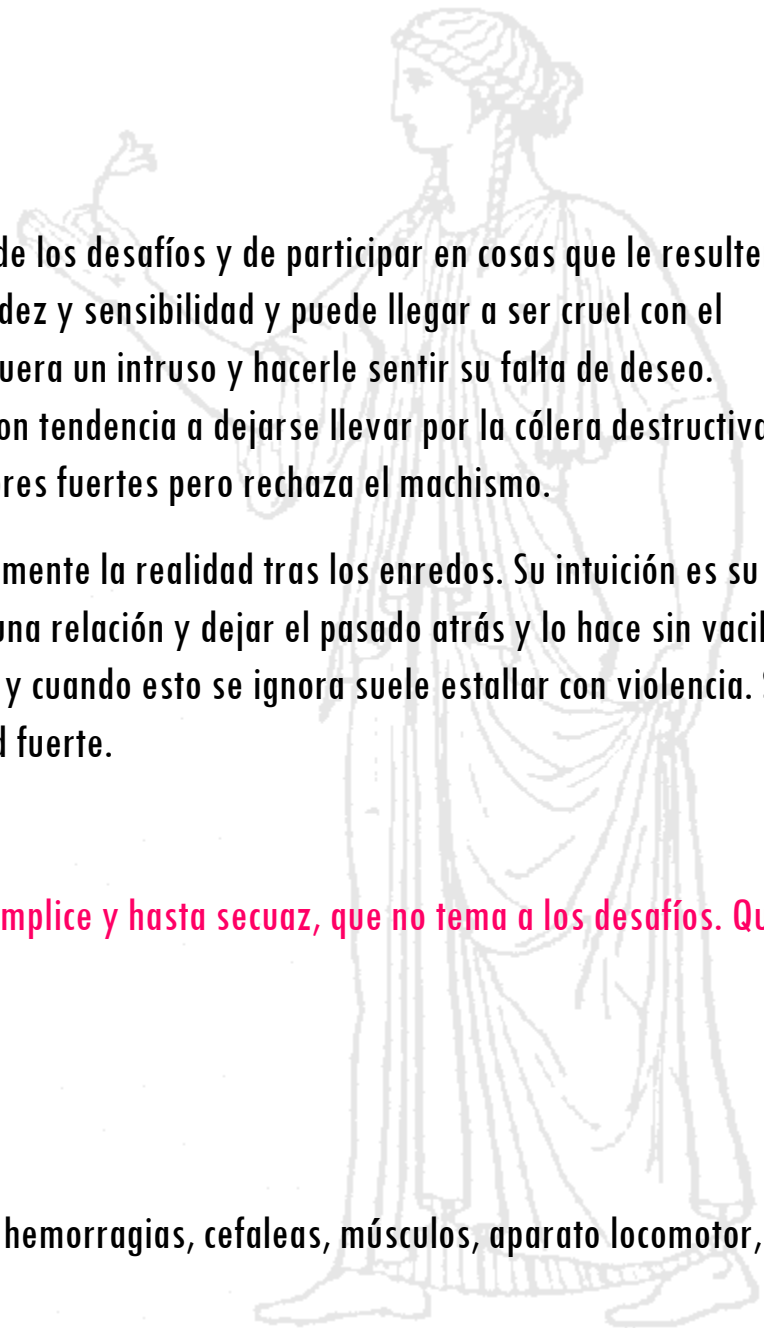 de los desafíos y de participar en cosas que le resulte
dez y sensibilidad y puede llegar a ser cruel con el
uera un intruso y hacerle sentir su falta de deseo.
on tendencia a dejarse llevar por la cólera destructiva
res fuertes pero rechaza el machismo.
mente la realidad tras los enredos. Su intuición es su
una relación y dejar el pasado atrás y lo hace sin vacil
y cuando esto se ignora suele estallar con violencia.
d fuerte.
mplice y hasta secuaz, que no tema a los desafíos. Qu
hemorragias, cefaleas, músculos, aparato locomotor,